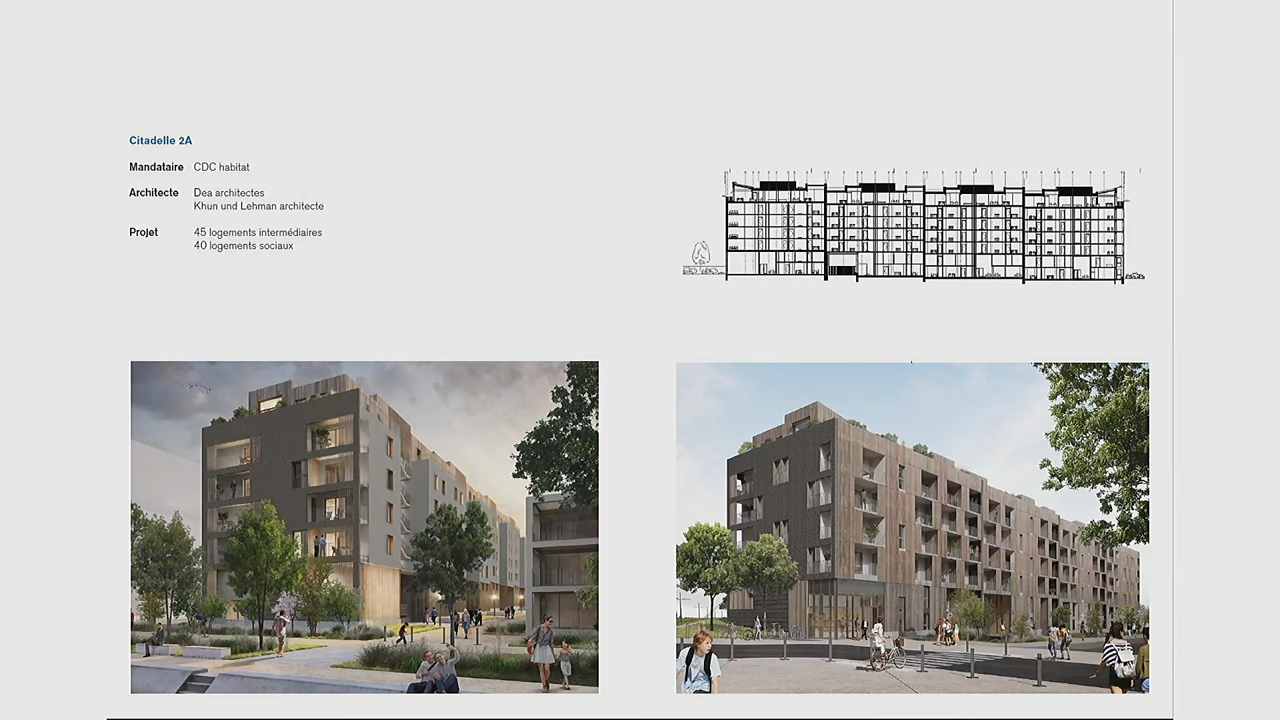 Citadelle 2A
Mandataire CDC habitat
Architecte Dea architectes
Khun und Lehman architecte
Projet 45 logements intermédiaires
40 logements sociaux